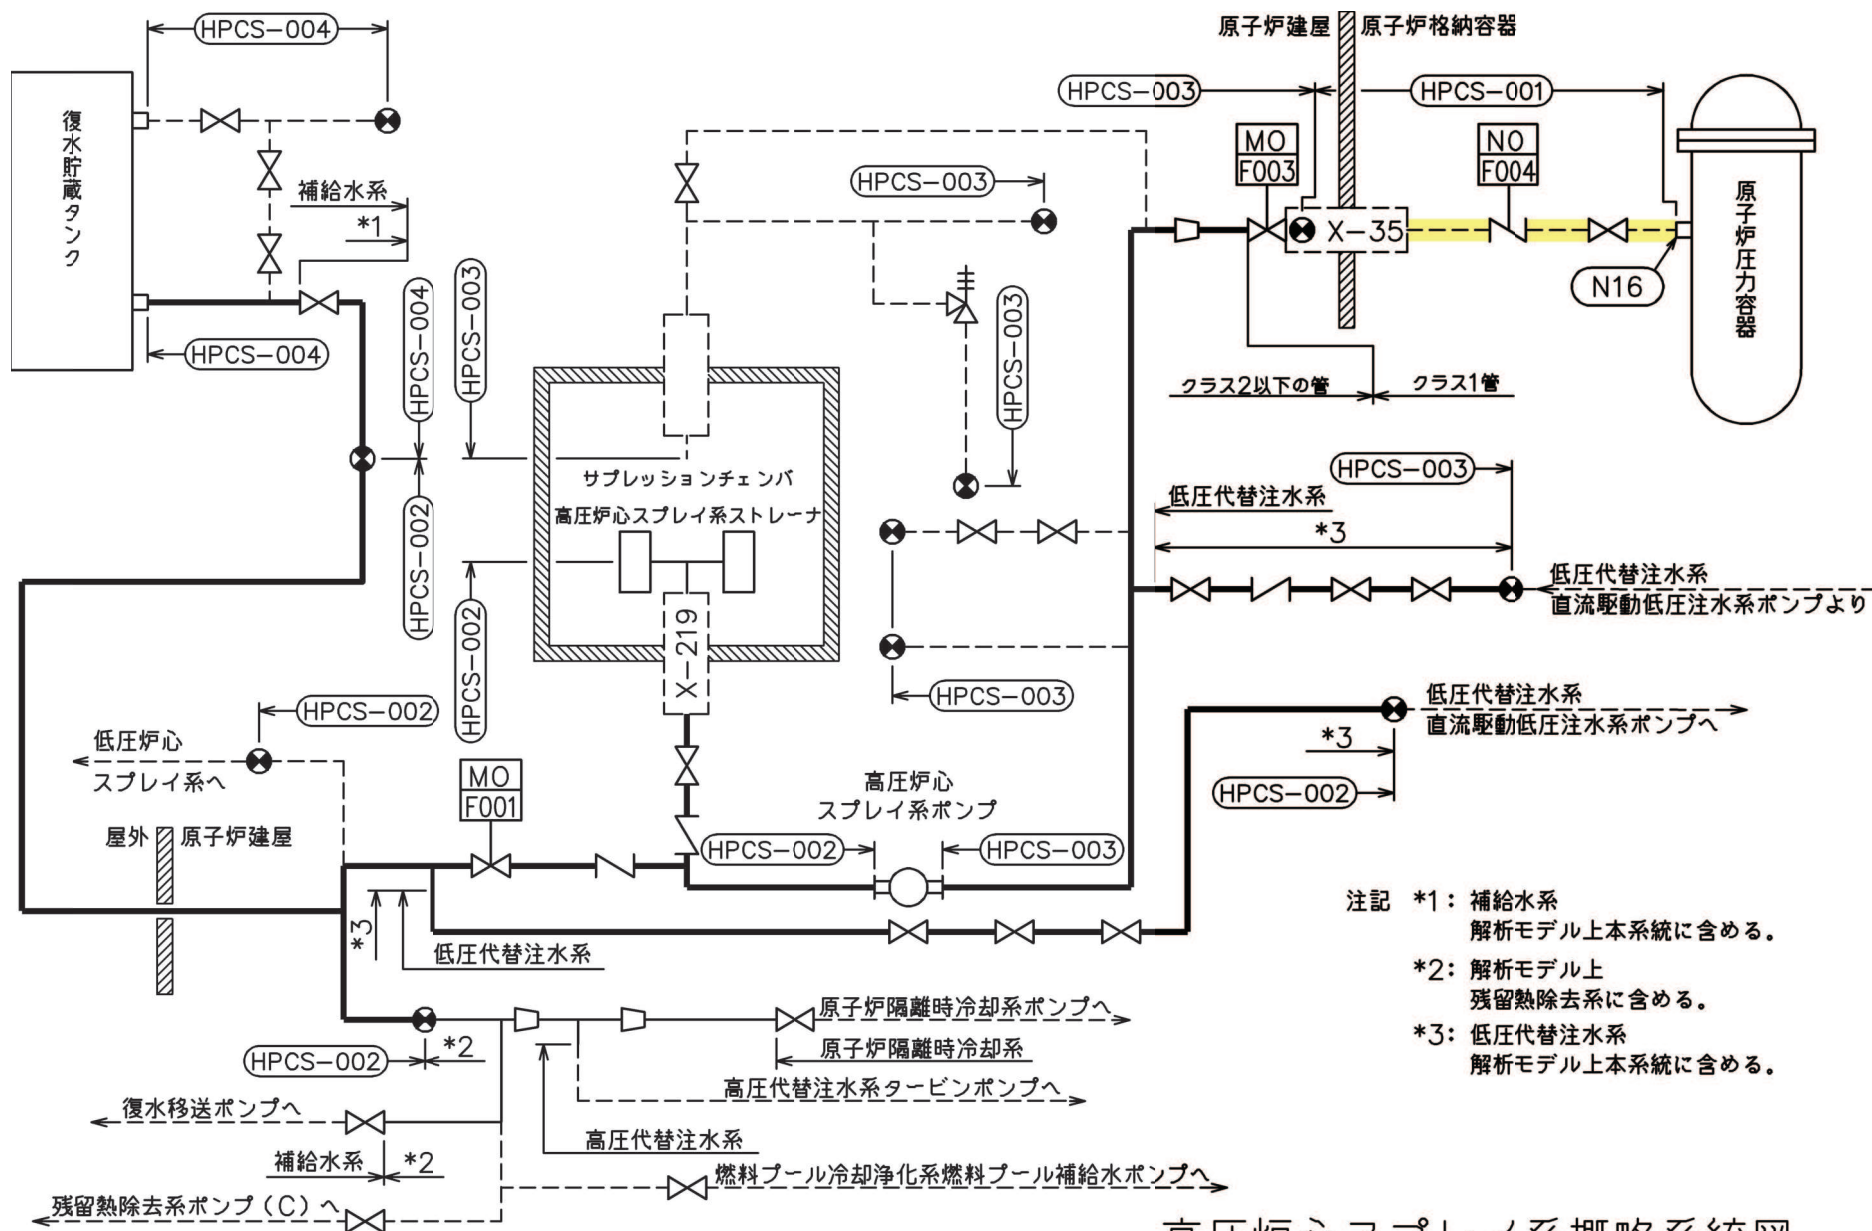 HPCS-004
原子炉建屋
原子炉格納容器
HPCS-003
HPCS-001
復水貯蔵タンク
補給水系
*1
HPCS-003
MO
F003
NO
F004
X-35
N16
原子炉圧力容器
HPCS-004
HPCS-004
HPCS-003
HPCS-003
クラス2以下の管
クラス1管
サプレッションチェンバ
高圧炉心スプレイ系ストレーナ
HPCS-002
HPCS-002
X-219
HPCS-003
低圧代替注水系
*3
低圧代替注水系
直流駆動低圧注水系ポンプより
HPCS-003
HPCS-002
低圧炉心
スプレイ系へ
低圧代替注水系
直流駆動低圧注水系ポンプへ
*3
HPCS-002
MO
F001
高圧炉心
スプレイ系ポンプ
屋外
原子炉建屋
HPCS-002
HPCS-003
*3
低圧代替注水系
注記 *1: 補給水系
解析モデル上本系統に含める。
*2: 解析モデル上
残留熱除去系に含める。
*3: 低圧代替注水系
解析モデル上本系統に含める。
HPCS-002
*2
原子炉隔離時冷却系ポンプへ
原子炉隔離時冷却系
高圧代替注水系タービンポンプへ
復水移送ポンプへ
高圧代替注水系
補給水系
*2
燃料プール冷却浄化系燃料プール補給水ポンプへ
残留熱除去系ポンプ(C)へ
高圧炉心スプレイ系概略系統図